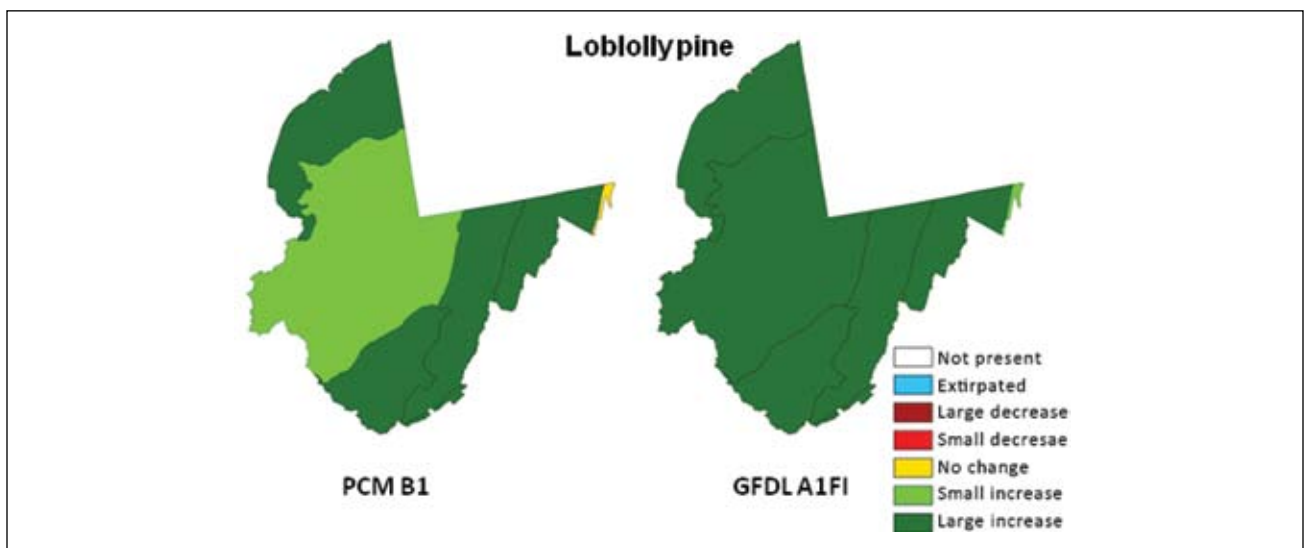 Loblollypine
PCM B1
GFDL A1FI
Not present
Extirpated
Large decrease
Small decresae
No change
Small increase
Large increase